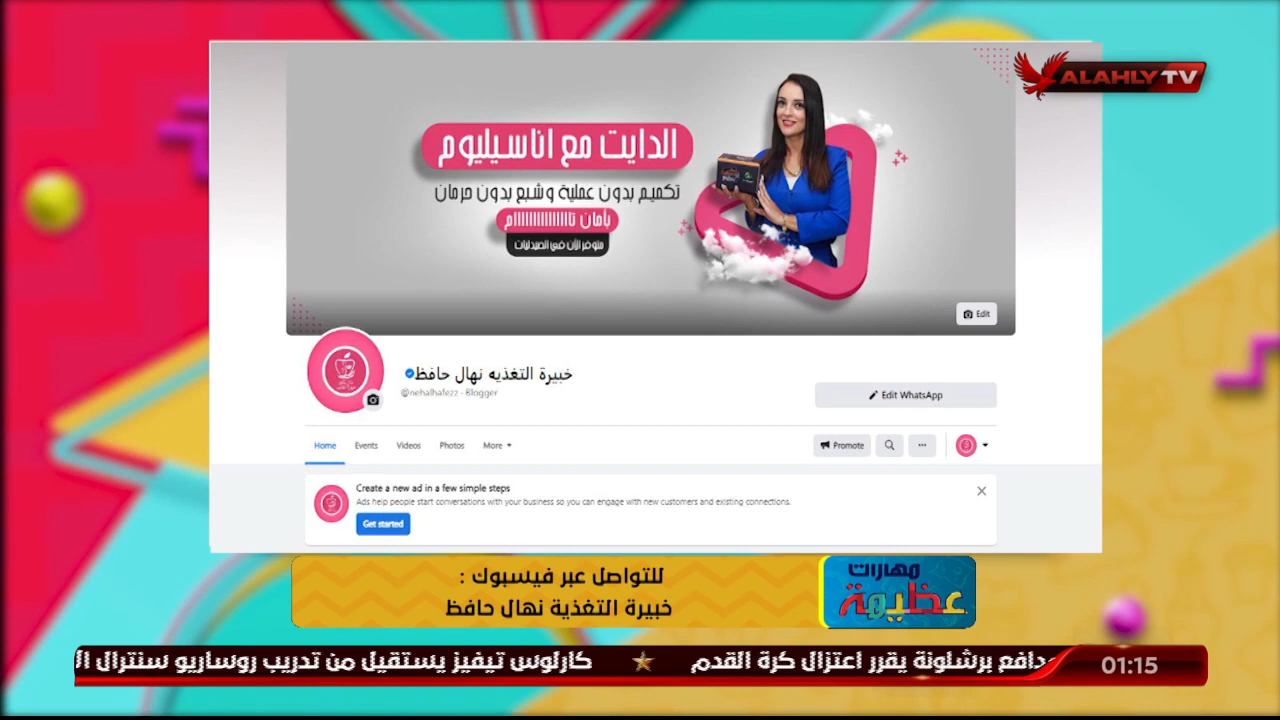 ALAHLY TV
الدايت مع اناسيليوم
تكميم بدون عملية وشبع بدون حرمان
بأمان تااااااااااااااام
متوفر الآن في الصيدليات
Edit
خبيرة التغذيه نهال حافظ
@nehalhafezz - Blogger
Edit WhatsApp
Home Events Videos Photos More
Promote
Create a new ad in a few simple steps
Ads help people start conversations with your business so you can engage with new customers and existing connections.
Get started
مهارات
عظيمة
للتواصل عبر فيسبوك :
خبيرة التغذية نهال حافظ
مدافع برشلونة يقرر اعتزال كرة القدم ★ كارلوس تيفيز يستقيل من تدريب روساريو سنترال
01:15